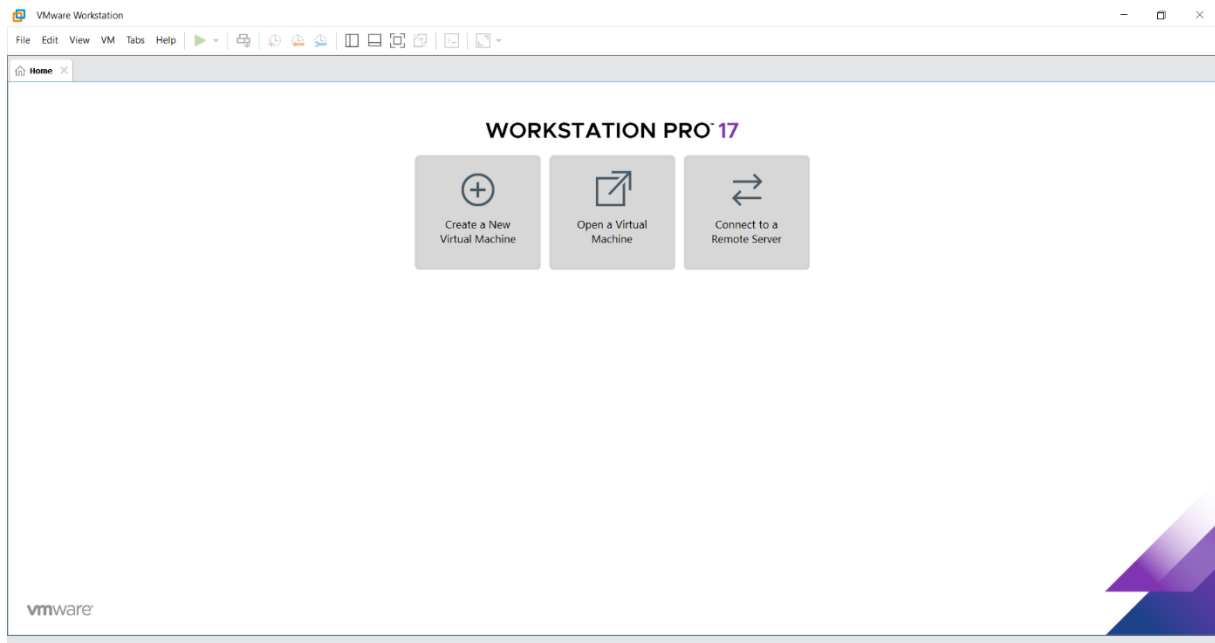 VMware Workstation
File Edit View VM Tabs Help
Home
WORKSTATION PRO™ 17
Create a New
Virtual Machine
Open a Virtual
Machine
Connect to a
Remote Server
vmware®